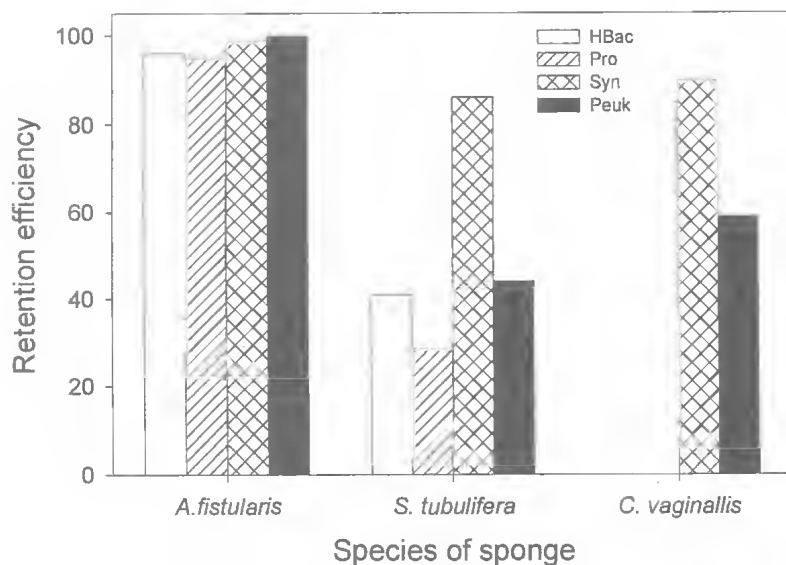 Retention efficiency
100
80
60
40
20
0
HBac
Pro
Syn
Peuk
A.fistularis S. tubulifera C. vaginallis
Species of sponge